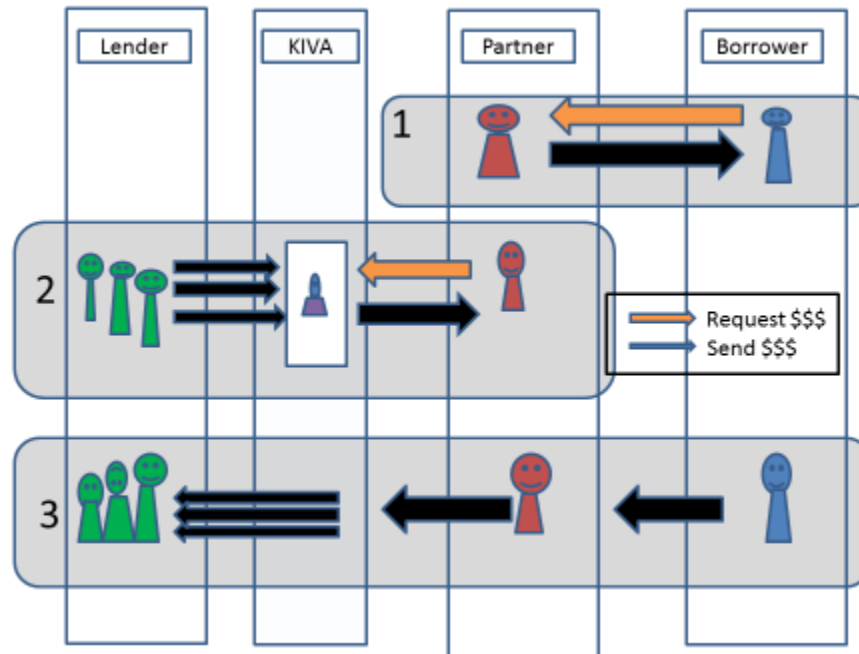 Lender
KIVA
Partner
Borrower
1
2
Request $$$
Send $$$
3